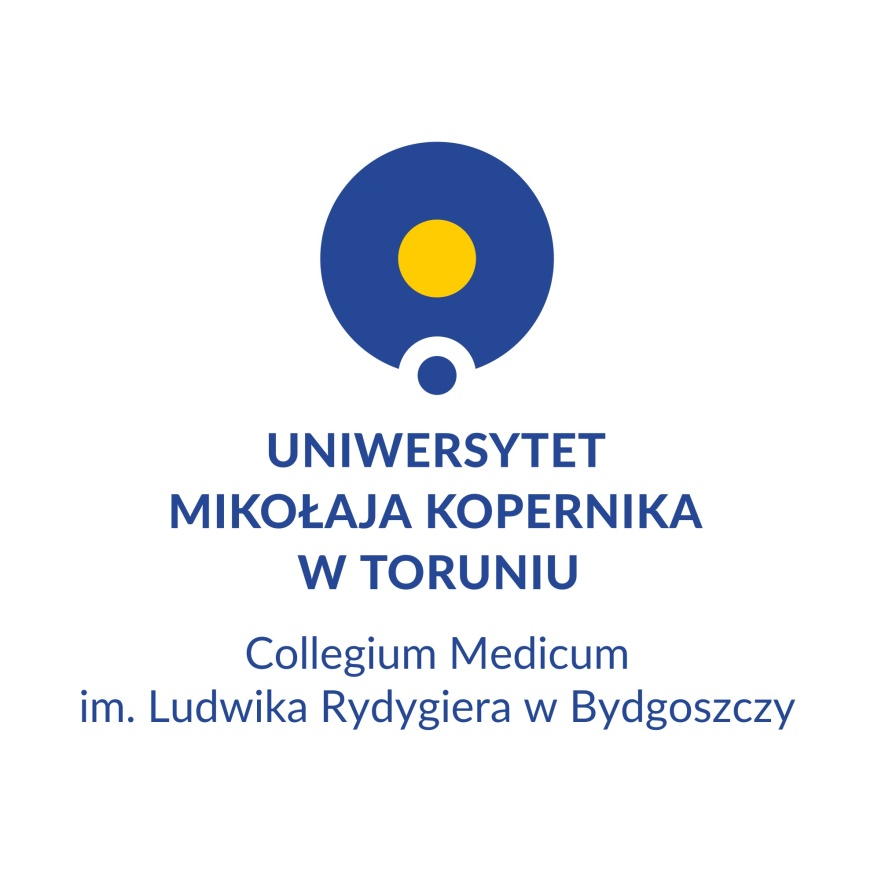 UNIWERSYTET
MIKOŁAJA KOPERNIKA
W TORUNIU
Collegium Medicum
im. Ludwika Rydygiera w Bydgoszczy